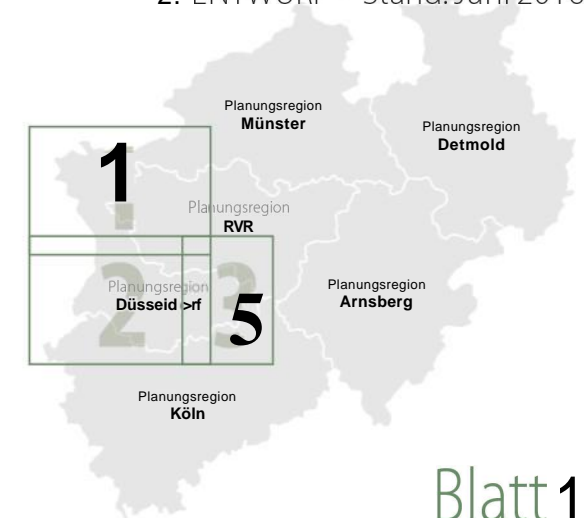 2. ENTWURF – Stand: Juni 2016
Planungsregion
Münster
Planungsregion
Detmold
1
Planungsregion
RVR
Planungsregion
Düsseid >rf
2
3
5
Planungsregion
Arnsberg
Planungsregion
Köln
Blatt 1